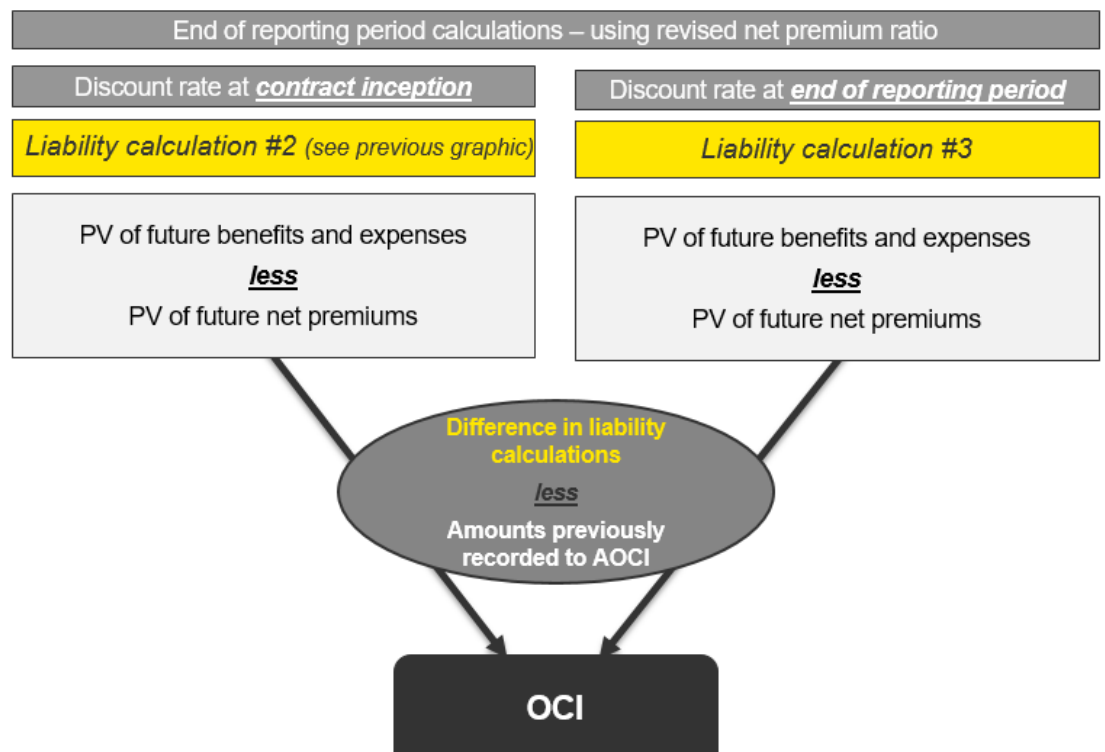 End of reporting period calculations – using revised net premium ratio
Discount rate at contract inception
Liability calculation #2 (see previous graphic)
PV of future benefits and expenses
less
PV of future net premiums
Discount rate at end of reporting period
Liability calculation #3
PV of future benefits and expenses
less
PV of future net premiums
Difference in liability
calculations
less
Amounts previously
recorded to AOCI
OCI